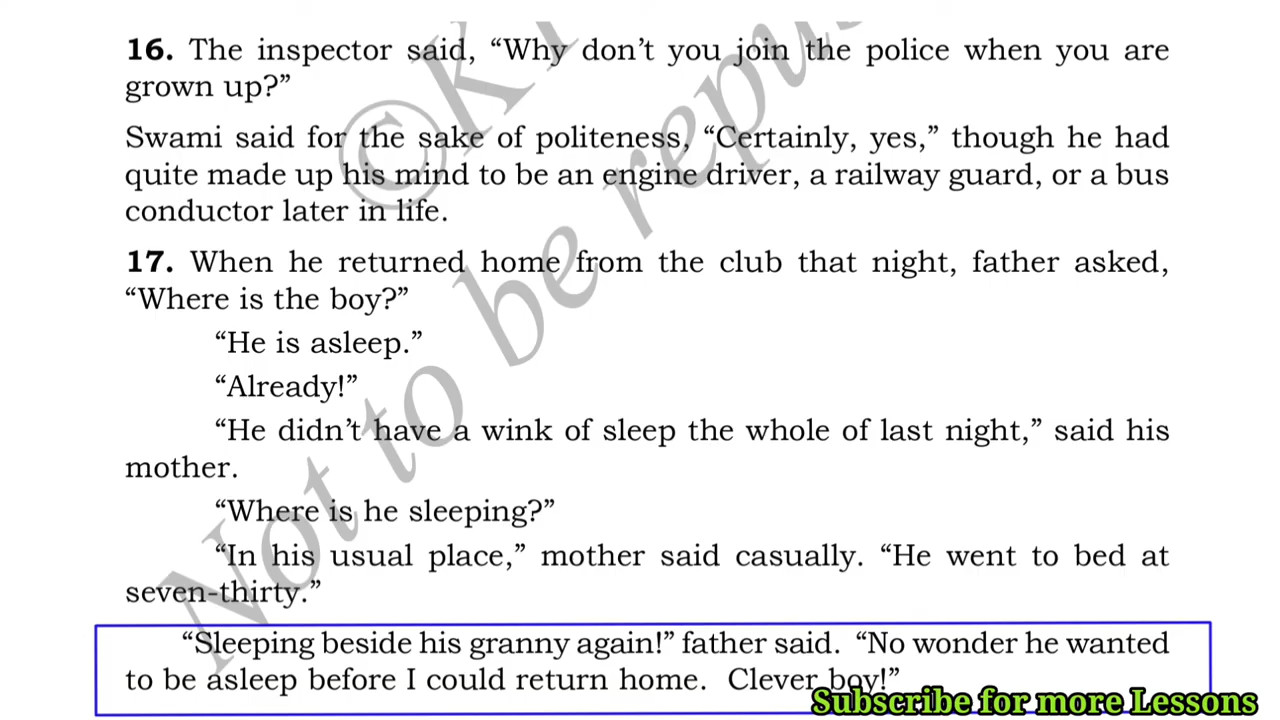 16. The inspector said, “Why don’t you join the police when you are
grown up?”
Swami said for the sake of politeness, “Certainly, yes,” though he had
quite made up his mind to be an engine driver, a railway guard, or a bus
conductor later in life.
17. When he returned home from the club that night, father asked,
“Where is the boy?”
“He is asleep.”
“Already!”
“He didn’t have a wink of sleep the whole of last night,” said his
mother.
“Where is he sleeping?”
“In his usual place,” mother said casually. “He went to bed at
seven-thirty.”
“Sleeping beside his granny again!” father said. “No wonder he wanted
to be asleep before I could return home. Clever boy!”
Subscribe for more Lessons
©K
Not to be repu